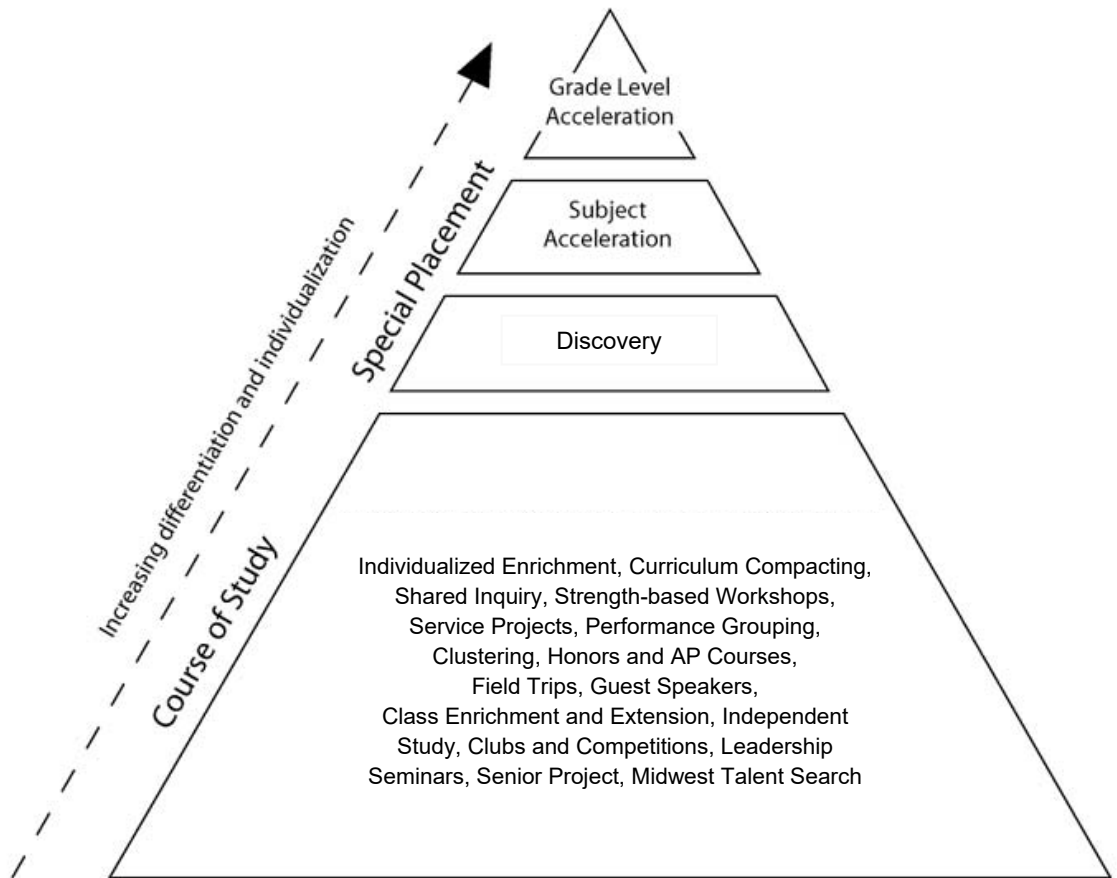 Grade Level
Acceleration
Subject
Acceleration
Discovery
Individualized Enrichment, Curriculum Compacting,
Shared Inquiry, Strength-based Workshops,
Service Projects, Performance Grouping,
Clustering, Honors and AP Courses,
Field Trips, Guest Speakers,
Class Enrichment and Extension, Independent
Study, Clubs and Competitions, Leadership
Seminars, Senior Project, Midwest Talent Search
Increasing differentiation and individualization
Special Placement
Course of Study